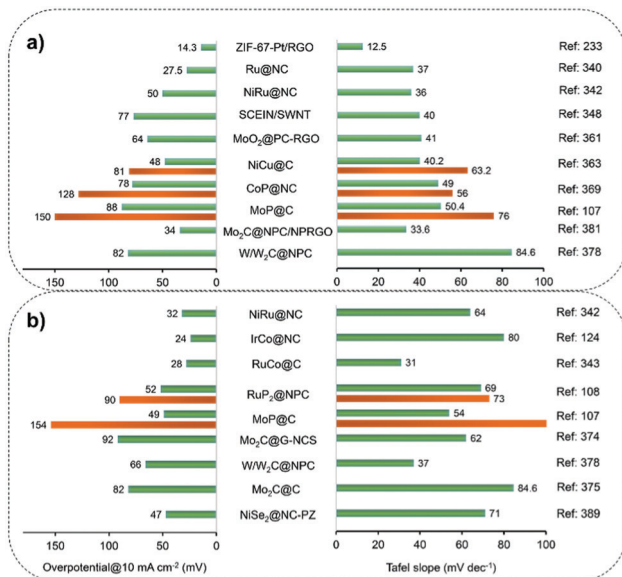 a)
14.3 ZIF-67-Pt/RGO 12.5 Ref: 233
27.5 Ru@NC 37 Ref: 340
50 NiRu@NC 36 Ref: 342
77 SCEIN/SWNT 40 Ref: 348
64 MoO₂@PC-RGO 41 Ref: 361
48 NiCu@C 40.2 Ref: 363
81 63.2
78 CoP@NC 49 Ref: 369
128 56
88 MoP@C 50.4 Ref: 107
150 76
34 Mo₂C@NPC/NPRGO 33.6 Ref: 381
82 W/W₂C@NPC 84.6 Ref: 378
150 100 50 0 0 20 40 60 80 100
b)
32 NiRu@NC 64 Ref: 342
24 IrCo@NC 80 Ref: 124
28 RuCo@C 31 Ref: 343
52 RuP₂@NPC 69 Ref: 108
90 73
49 MoP@C 54 Ref: 107
154
92 Mo₂C@G-NCS 62 Ref: 374
66 W/W₂C@NPC 37 Ref: 378
82 Mo₂C@C 84.6 Ref: 375
47 NiSe₂@NC-PZ 71 Ref: 389
150 100 50 0 0 20 40 60 80 100
Overpotential@10 mA cm⁻² (mV) Tafel slope (mV dec⁻¹)